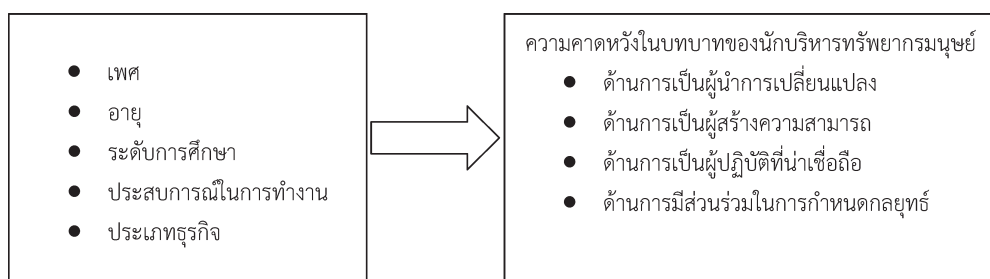 ● เพศ
● อายุ
● ระดับการศึกษา
● ประสบการณ์ในการทำงาน
● ประเภทธุรกิจ
ความคาดหวังในบทบาทของนักบริหารทรัพยากรมนุษย์
● ด้านการเป็นผู้นำการเปลี่ยนแปลง
● ด้านการเป็นผู้สร้างความสามารถ
● ด้านการเป็นผู้ปฏิบัติที่น่าเชื่อถือ
● ด้านการมีส่วนร่วมในการกำหนดกลยุทธ์